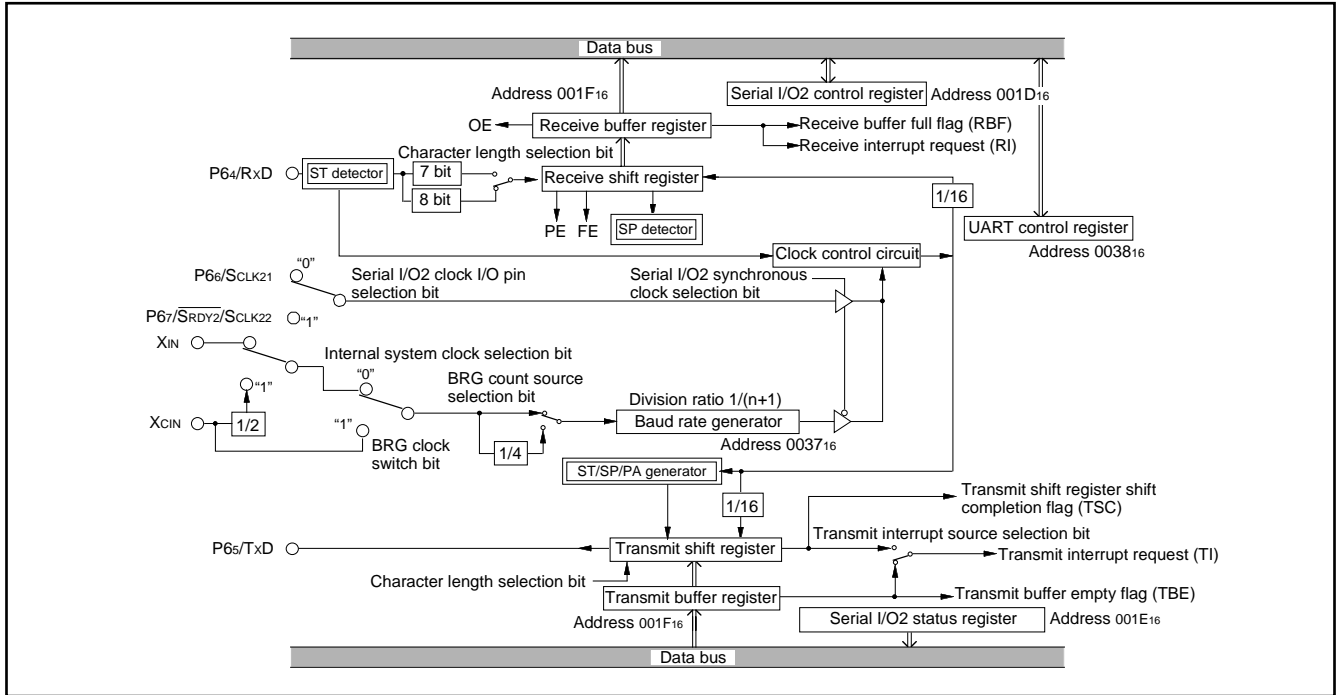 Data bus
Address 001F16
Serial I/O2 control register
Address 001D16
OE
Receive buffer register
Receive buffer full flag (RBF)
Receive interrupt request (RI)
Character length selection bit
P64/RXD
ST detector
7 bit
8 bit
Receive shift register
1/16
PE
FE
SP detector
UART control register
Address 003816
Clock control circuit
P66/SCLK21
“0”
Serial I/O2 clock I/O pin
selection bit
Serial I/O2 synchronous
clock selection bit
P67/SRDY2/SCLK22
“1”
XIN
Internal system clock selection bit
“0”
BRG count source
selection bit
“1”
Division ratio 1/(n+1)
Baud rate generator
Address 003716
XCIN
1/2
“1”
BRG clock
switch bit
1/4
ST/SP/PA generator
1/16
Transmit shift register shift
completion flag (TSC)
Transmit interrupt source selection bit
P65/TXD
Transmit shift register
Transmit interrupt request (TI)
Character length selection bit
Transmit buffer register
Transmit buffer empty flag (TBE)
Address 001F16
Serial I/O2 status register
Address 001E16
Data bus